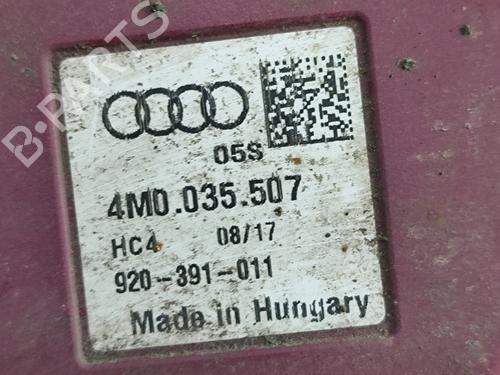 B-PARTS
05S
4M0.035.507
HC4 08/17
920-391-011
Made in Hungary